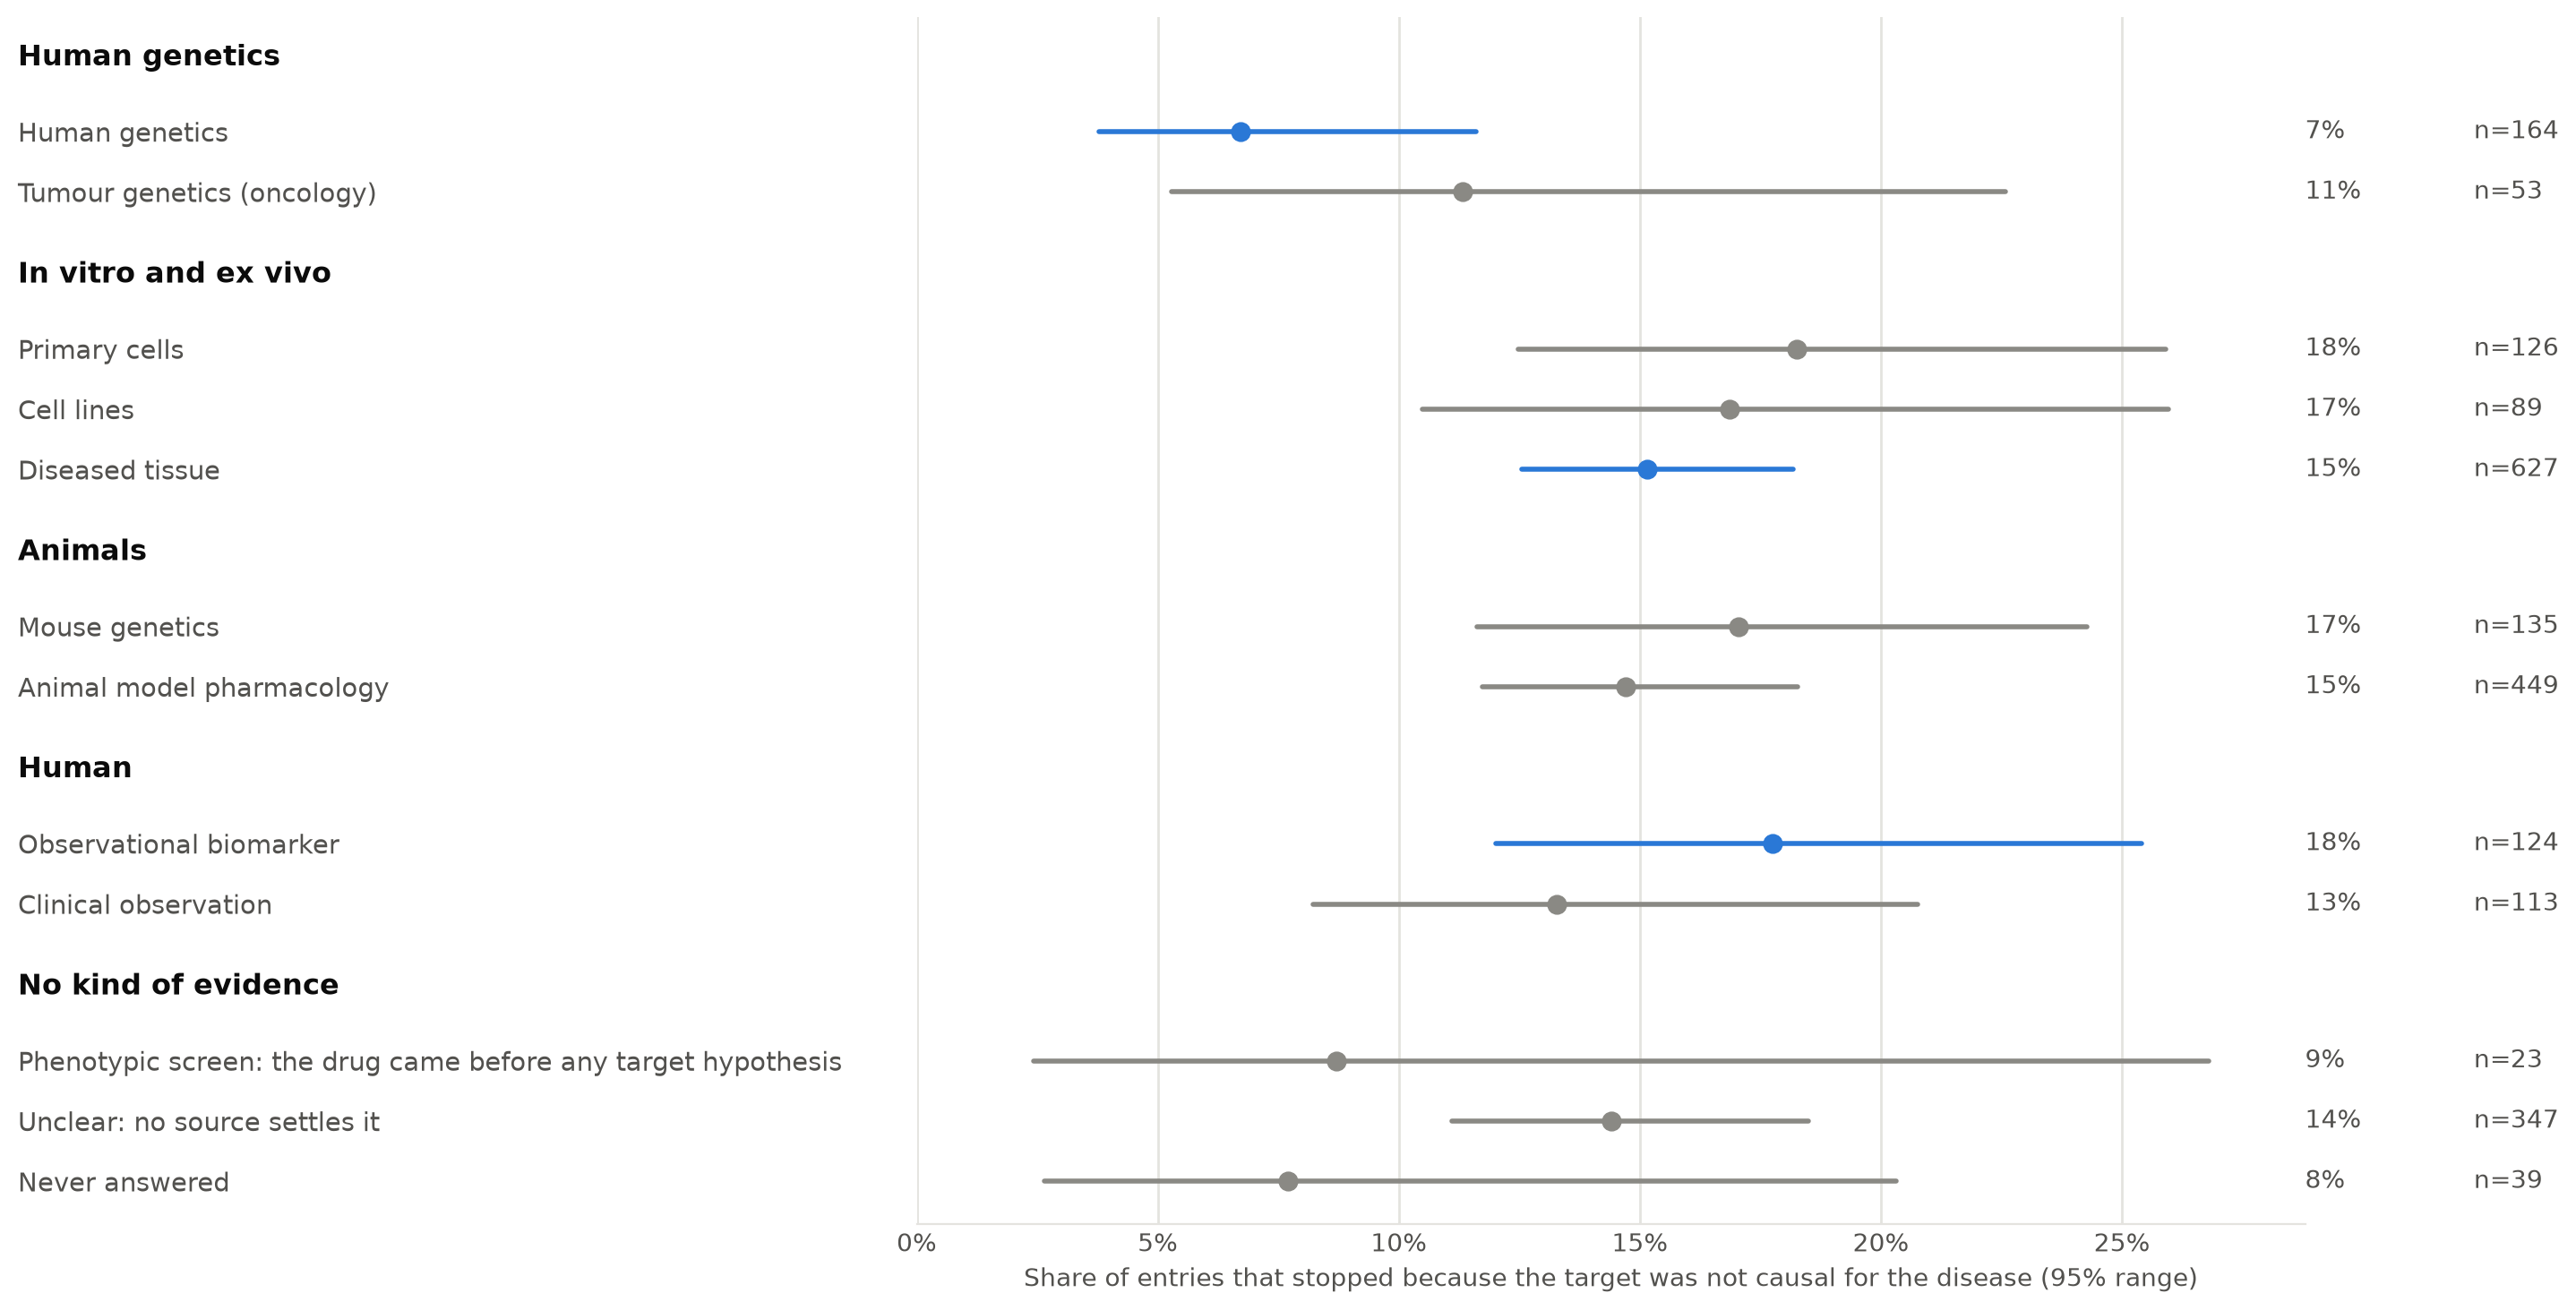 Human genetics
Human genetics 7% n=164
Tumour genetics (oncology) 11% n=53
In vitro and ex vivo
Primary cells 18% n=126
Cell lines 17% n=89
Diseased tissue 15% n=627
Animals
Mouse genetics 17% n=135
Animal model pharmacology 15% n=449
Human
Observational biomarker 18% n=124
Clinical observation 13% n=113
No kind of evidence
Phenotypic screen: the drug came before any target hypothesis 9% n=23
Unclear: no source settles it 14% n=347
Never answered 8% n=39
0% 5% 10% 15% 20% 25%
Share of entries that stopped because the target was not causal for the disease (95% range)